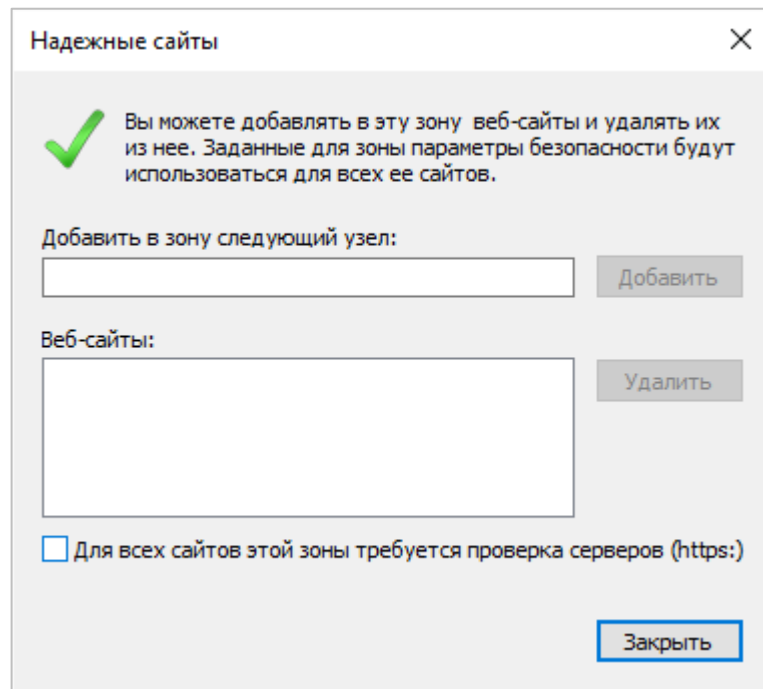 Надежные сайты
Вы можете добавлять в эту зону веб-сайты и удалять их
из нее. Заданные для зоны параметры безопасности будут
использоваться для всех ее сайтов.
Добавить в зону следующий узел:
Добавить
Веб-сайты:
Удалить
Для всех сайтов этой зоны требуется проверка серверов (https:)
Закрыть